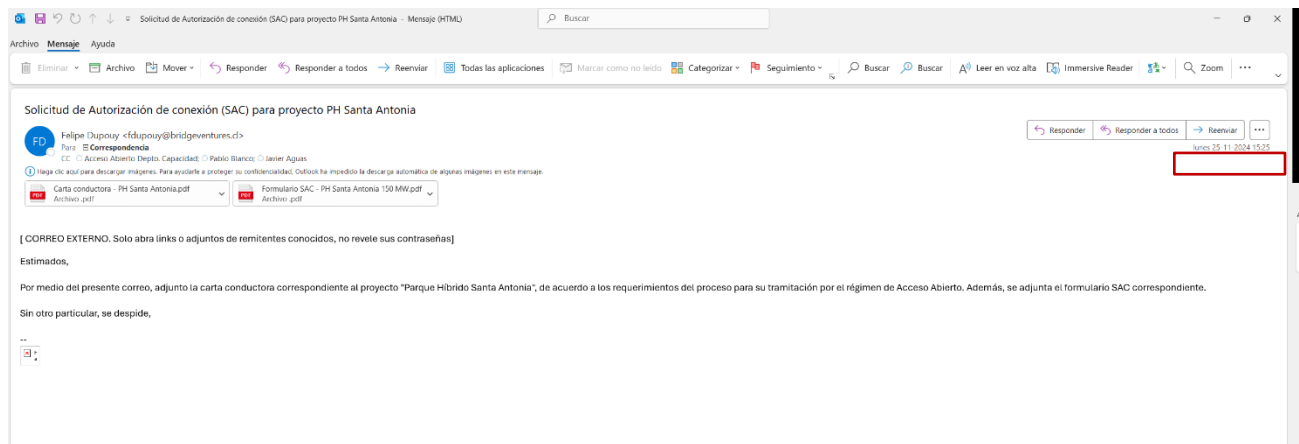 Solicitud de Autorización de conexión (SAC) para proyecto PH Santa Antonia - Mensaje (HTML)
Buscar
Archivo Mensaje Ayuda
Eliminar Archivo Mover Responder Responder a todos Reenviar Todas las aplicaciones Marcar como no leído Categorizar Seguimiento Buscar Buscar Leer en voz alta Immersive Reader Zoom
Solicitud de Autorización de conexión (SAC) para proyecto PH Santa Antonia
FD
Felipe Dupouy <fdupouy@bridgeventures.cl>
Para Correspondencia
CC Acceso Abierto Depto. Capacidad; Pablo Blanco; Javier Aguas
Responder Responder a todos Reenviar
lunes 25-11-2024 15:25
Haga clic aquí para descargar imágenes. Para ayudarle a proteger su confidencialidad, Outlook ha impedido la descarga automática de algunas imágenes en este mensaje.
PDF Carta conductora - PH Santa Antonia.pdf
Archivo .pdf
PDF Formulario SAC - PH Santa Antonia 150 MW.pdf
Archivo .pdf
[ CORREO EXTERNO. Solo abra links o adjuntos de remitentes conocidos, no revele sus contraseñas]
Estimados,
Por medio del presente correo, adjunto la carta conductora correspondiente al proyecto "Parque Híbrido Santa Antonia", de acuerdo a los requerimientos del proceso para su tramitación por el régimen de Acceso Abierto. Además, se adjunta el formulario SAC correspondiente.
Sin otro particular, se despide,
--